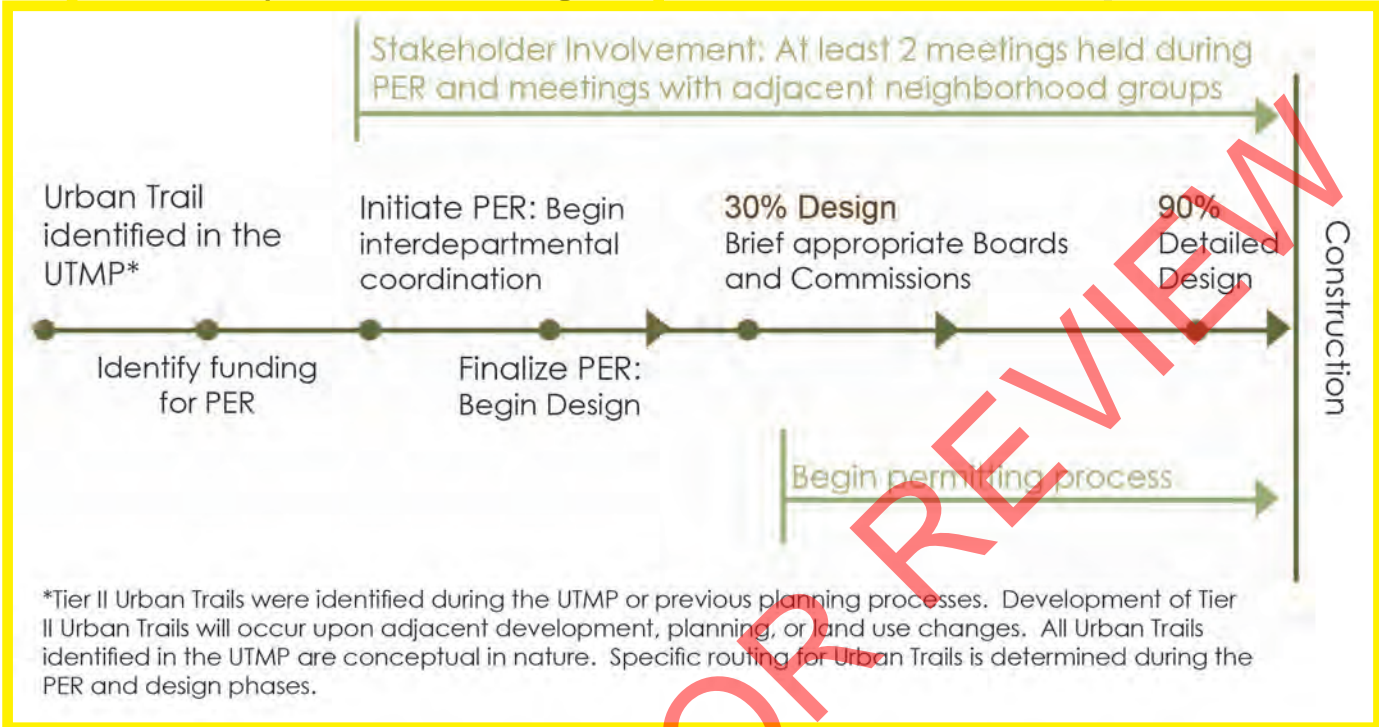 Stakeholder Involvement: At least 2 meetings held during
PER and meetings with adjacent neighborhood groups
Urban Trail
identified in the
UTMP*
Initiate PER: Begin
interdepartmental
coordination
30% Design
Brief appropriate Boards
and Commissions
90%
Detailed
Design
Construction
Identify funding
for PER
Finalize PER:
Begin Design
Begin permitting process
*Tier II Urban Trails were identified during the UTMP or previous planning processes. Development of Tier
II Urban Trails will occur upon adjacent development, planning, or land use changes. All Urban Trails
identified in the UTMP are conceptual in nature. Specific routing for Urban Trails is determined during the
PER and design phases.
OR REVIEW